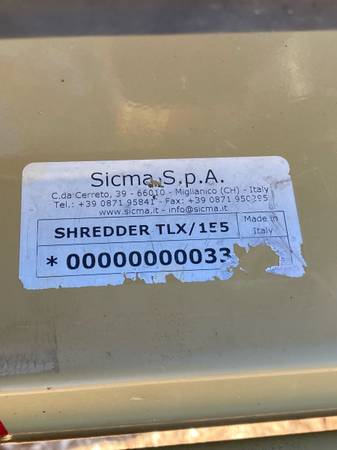 Sicma S.p.A.
C.da Cerreto, 39 - 66010 - Miglianico (CH) - Italy
Tel.: +39 0871 95841 - Fax: +39 0871 950295
www.sicma.it - info@sicma.it
SHREDDER TLX/155
Made in
Italy
* 00000000033